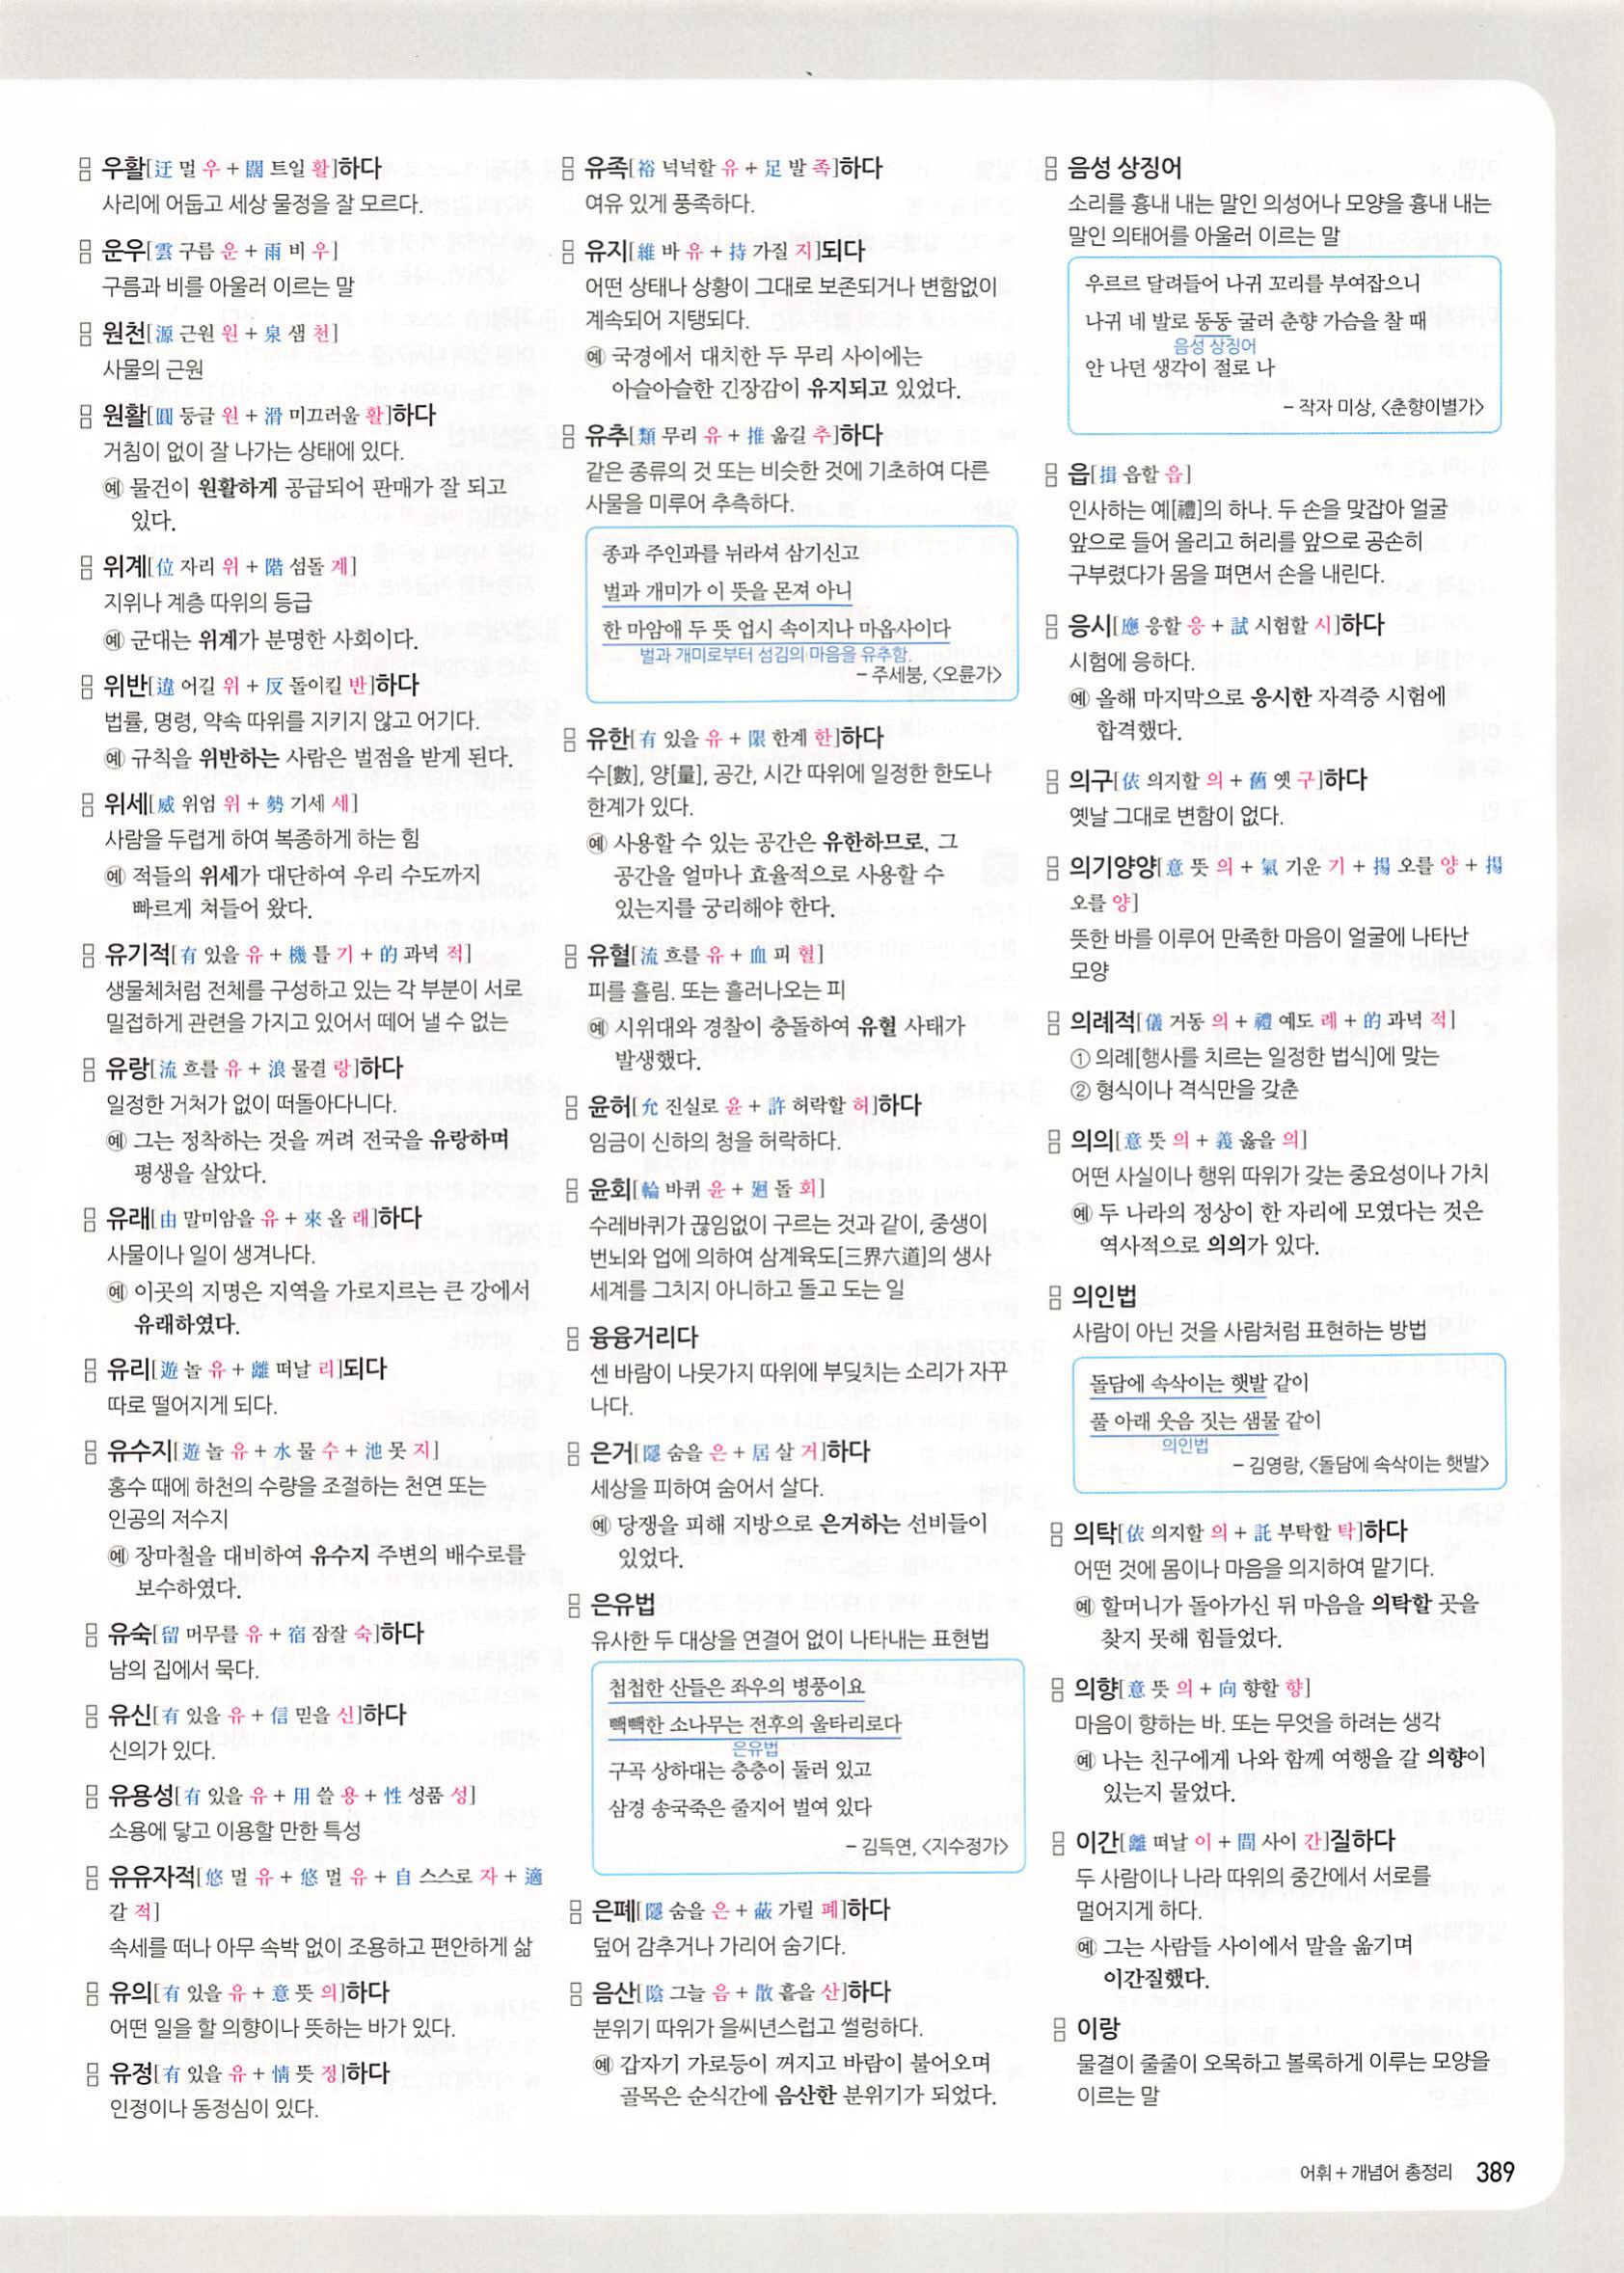 우활[迂 멀 우 + 闊 트일 활]하다
사리에 어둡고 세상 물정을 잘 모르다.
운우[雲 구름 운 + 雨 비 우]
구름과 비를 아울러 이르는 말
원천[源 근원 원 + 泉 샘 천]
사물의 근원
원활[圓 둥글 원 + 滑 미끄러울 활]하다
거침이 없이 잘 나가는 상태에 있다.
예 물건이 원활하게 공급되어 판매가 잘 되고
있다.
위계[位 자리 위 + 階 섬돌 계]
지위나 계층 따위의 등급
예 군대는 위계가 분명한 사회이다.
위반[違 어길 위 + 反 돌이킬 반]하다
법률, 명령, 약속 따위를 지키지 않고 어기다.
예 규칙을 위반하는 사람은 벌점을 받게 된다.
위세[威 위엄 위 + 勢 기세 세]
사람을 두렵게 하여 복종하게 하는 힘
예 적들의 위세가 대단하여 우리 수도까지
빠르게 쳐들어 왔다.
유기적[有 있을 유 + 機 틀 기 + 的 과녁 적]
생물체처럼 전체를 구성하고 있는 각 부분이 서로
밀접하게 관련을 가지고 있어서 떼어 낼 수 없는
유랑[流 흐를 유 + 浪 물결 랑]하다
일정한 거처가 없이 떠돌아다니다.
예 그는 정착하는 것을 꺼려 전국을 유랑하며
평생을 살았다.
유래[由 말미암을 유 + 來 올 래]하다
사물이나 일이 생겨나다.
예 이곳의 지명은 지역을 가로지르는 큰 강에서
유래하였다.
유리[遊 놀 유 + 離 떠날 리]되다
따로 떨어지게 되다.
유수지[遊 놀 유 + 水 물 수 + 池 못 지]
홍수 때에 하천의 수량을 조절하는 천연 또는
인공의 저수지
예 장마철을 대비하여 유수지 주변의 배수로를
보수하였다.
유숙[留 머무를 유 + 宿 잠잘 숙]하다
남의 집에서 묵다.
유신[有 있을 유 + 信 믿을 신]하다
신의가 있다.
유용성[有 있을 유 + 用 쓸 용 + 性 성품 성]
소용에 닿고 이용할 만한 특성
유유자적[悠 멀 유 + 悠 멀 유 + 自 스스로 자 + 適
갈 적]
속세를 떠나 아무 속박 없이 조용하고 편안하게 삶
유의[有 있을 유 + 意 뜻 의]하다
어떤 일을 할 의향이나 뜻하는 바가 있다.
유정[有 있을 유 + 情 뜻 정]하다
인정이나 동정심이 있다.
유족[裕 넉넉할 유 + 足 발 족]하다
여유 있게 풍족하다.
유지[維 바 유 + 持 가질 지]되다
어떤 상태나 상황이 그대로 보존되거나 변함없이
계속되어 지탱되다.
예 국경에서 대치한 두 무리 사이에는
아슬아슬한 긴장감이 유지되고 있었다.
유추[類 무리 유 + 推 옮길 추]하다
같은 종류의 것 또는 비슷한 것에 기초하여 다른
사물을 미루어 추측하다.
종과 주인과를 뉘라셔 삼기신고
벌과 개미가 이 뜻을 몬져 아니
한 마암애 두 뜻 업시 속이지나 마옵사이다
벌과 개미로부터 섬김의 마음을 유추함.
– 주세붕, <오륜가>
유한[有 있을 유 + 限 한계 한]하다
수[數], 양[量], 공간, 시간 따위에 일정한 한도나
한계가 있다.
예 사용할 수 있는 공간은 유한하므로, 그
공간을 얼마나 효율적으로 사용할 수
있는지를 궁리해야 한다.
유혈[流 흐를 유 + 血 피 혈]
피를 흘림. 또는 흘러나오는 피
예 시위대와 경찰이 충돌하여 유혈 사태가
발생했다.
윤허[允 진실로 윤 + 許 허락할 허]하다
임금이 신하의 청을 허락하다.
윤회[輪 바퀴 윤 + 廻 돌 회]
수레바퀴가 끊임없이 구르는 것과 같이, 중생이
번뇌와 업에 의하여 삼계육도[三界六道]의 생사
세계를 그치지 아니하고 돌고 도는 일
융융거리다
센 바람이 나뭇가지 따위에 부딪치는 소리가 자꾸
나다.
은거[隱 숨을 은 + 居 살 거]하다
세상을 피하여 숨어서 살다.
예 당쟁을 피해 지방으로 은거하는 선비들이
있었다.
은유법
유사한 두 대상을 연결어 없이 나타내는 표현법
첩첩한 산들은 좌우의 병풍이요
빽빽한 소나무는 전후의 울타리로다
은유법
구곡 상하대는 층층이 둘러 있고
삼경 송국죽은 줄지어 벌여 있다
– 김득연, <지수정가>
은폐[隱 숨을 은 + 蔽 가릴 폐]하다
덮어 감추거나 가리어 숨기다.
음산[陰 그늘 음 + 散 흩을 산]하다
분위기 따위가 을씨년스럽고 썰렁하다.
예 갑자기 가로등이 꺼지고 바람이 불어오며
골목은 순식간에 음산한 분위기가 되었다.
음성 상징어
소리를 흉내 내는 말인 의성어나 모양을 흉내 내는
말인 의태어를 아울러 이르는 말
우르르 달려들어 나귀 꼬리를 부여잡으니
나귀 네 발로 동동 굴러 춘향 가슴을 찰 때
음성 상징어
안 나던 생각이 절로 나
– 작자 미상, <춘향이별가>
읍[揖 읍할 읍]
인사하는 예[禮]의 하나. 두 손을 맞잡아 얼굴
앞으로 들어 올리고 허리를 앞으로 공손히
구부렸다가 몸을 펴면서 손을 내린다.
응시[應 응할 응 + 試 시험할 시]하다
시험에 응하다.
예 올해 마지막으로 응시한 자격증 시험에
합격했다.
의구[依 의지할 의 + 舊 옛 구]하다
옛날 그대로 변함이 없다.
의기양양[意 뜻 의 + 氣 기운 기 + 揚 오를 양 + 揚
오를 양]
뜻한 바를 이루어 만족한 마음이 얼굴에 나타난
모양
의례적[儀 거동 의 + 禮 예도 례 + 的 과녁 적]
① 의례[행사를 치르는 일정한 법식]에 맞는
② 형식이나 격식만을 갖춘
의의[意 뜻 의 + 義 옳을 의]
어떤 사실이나 행위 따위가 갖는 중요성이나 가치
예 두 나라의 정상이 한 자리에 모였다는 것은
역사적으로 의의가 있다.
의인법
사람이 아닌 것을 사람처럼 표현하는 방법
돌담에 속삭이는 햇발 같이
풀 아래 웃음 짓는 샘물 같이
의인법
– 김영랑, <돌담에 속삭이는 햇발>
의탁[依 의지할 의 + 託 부탁할 탁]하다
어떤 것에 몸이나 마음을 의지하여 맡기다.
예 할머니가 돌아가신 뒤 마음을 의탁할 곳을
찾지 못해 힘들었다.
의향[意 뜻 의 + 向 향할 향]
마음이 향하는 바. 또는 무엇을 하려는 생각
예 나는 친구에게 나와 함께 여행을 갈 의향이
있는지 물었다.
이간[離 떠날 이 + 間 사이 간]질하다
두 사람이나 나라 따위의 중간에서 서로를
멀어지게 하다.
예 그는 사람들 사이에서 말을 옮기며
이간질했다.
이랑
물결이 줄줄이 오목하고 볼록하게 이루는 모양을
이르는 말
어휘 + 개념어 총정리 389